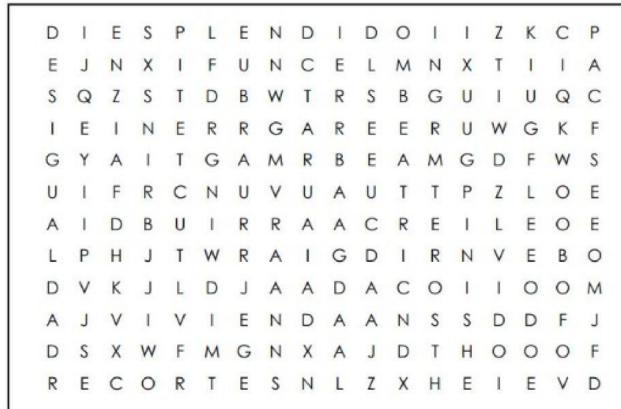 D I E S P L E N D I D O I I Z K C P
E J N X I F U N C E L M N X T I I A
S Q Z S T D B W T R S B G U I U Q C
I E I N E R R G A R E E R U W G K F
G Y A I T G A M R B E A M G D F W S
U I F R C N U V U A U T T P Z L O E
A I D B U I R R A A C R E I L E O E
L P H J T W R A I G D I R N V E B O
D V K J L D J A A D A C O I I O O M
A J V I V I E N D A A N S S D D F J
D S X W F M G N X A J D T H O O O F
R E C O R T E S N L Z X H E I E V D